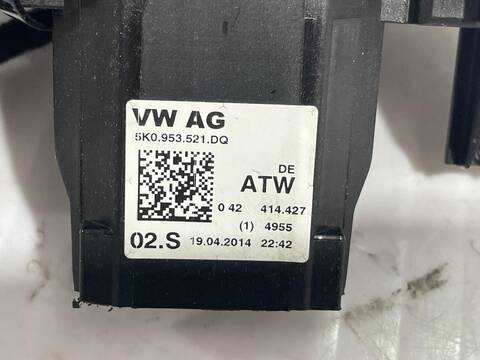 VW AG
5K0.953.521.DQ
DE
ATW
0 42 414.427
(1) 4955
02.S 19.04.2014 22:42